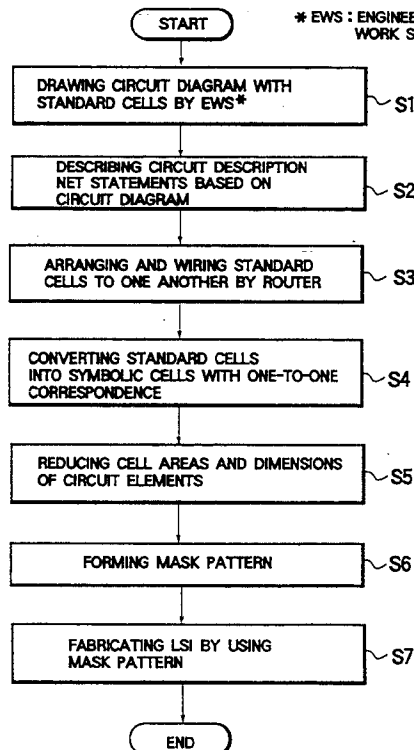 START
* EWS : ENGINEE
WORK S
DRAWING CIRCUIT DIAGRAM WITH
STANDARD CELLS BY EWS*
S1
DESCRIBING CIRCUIT DESCRIPTION
NET STATEMENTS BASED ON
CIRCUIT DIAGRAM
S2
ARRANGING AND WIRING STANDARD
CELLS TO ONE ANOTHER BY ROUTER
S3
CONVERTING STANDARD CELLS
INTO SYMBOLIC CELLS WITH ONE-TO-ONE
CORRESPONDENCE
S4
REDUCING CELL AREAS AND DIMENSIONS
OF CIRCUIT ELEMENTS
S5
FORMING MASK PATTERN
S6
FABRICATING LSI BY USING
MASK PATTERN
S7
END